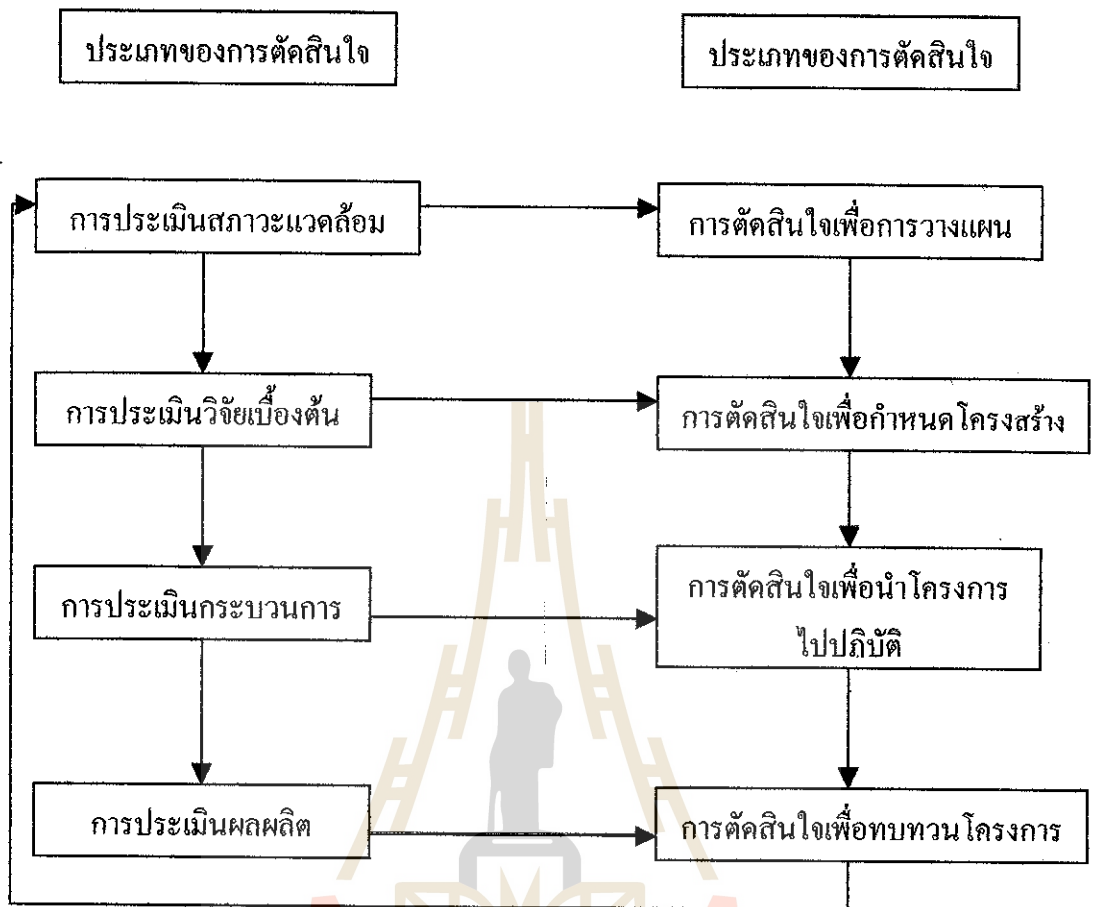 ประเภทของการตัดสินใจ
ประเภทของการตัดสินใจ
การประเมินสภาวะแวดล้อม
การตัดสินใจเพื่อการวางแผน
การประเมินวิจัยเบื้องต้น
การตัดสินใจเพื่อกำหนดโครงสร้าง
การประเมินกระบวนการ
การตัดสินใจเพื่อนำโครงการ
ไปปภิบัติ
การประเมินผลผลิต
การตัดสินใจเพื่อทบทวนโครงการ